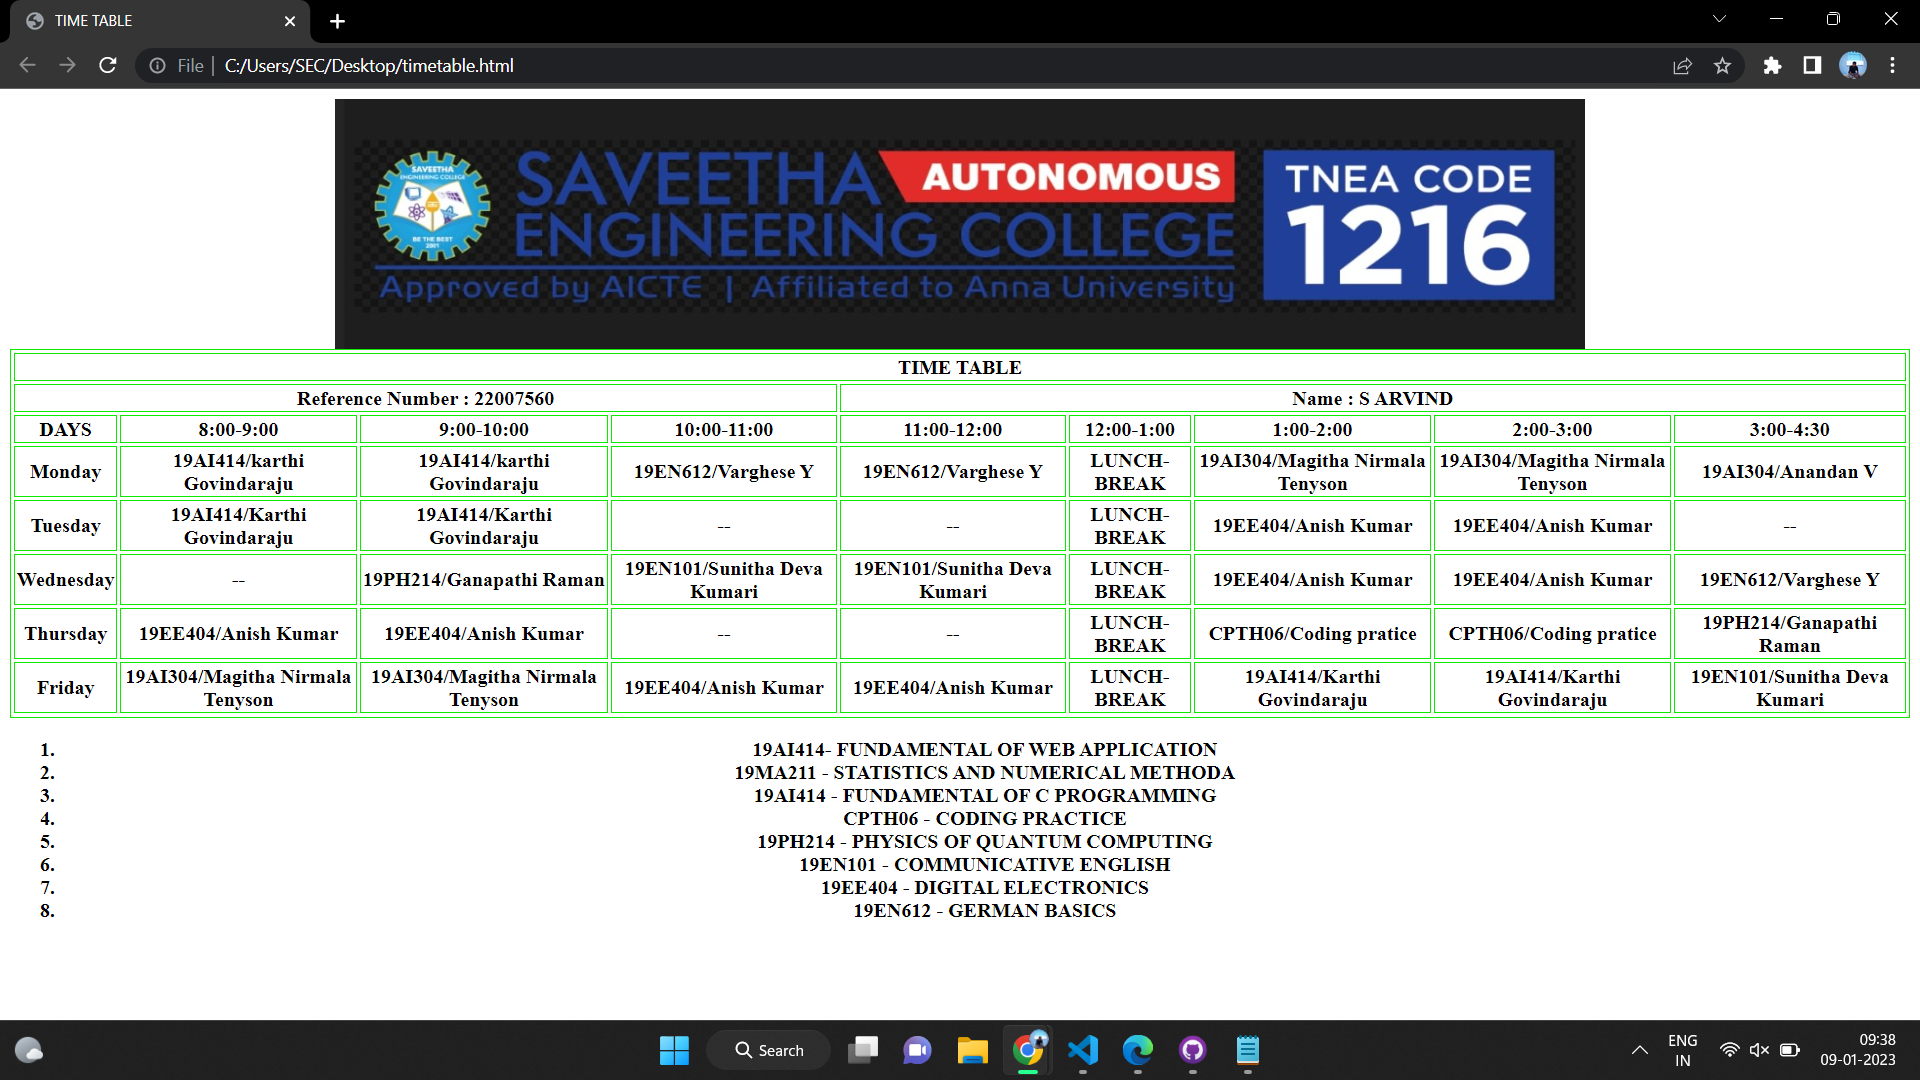 TIME TABLE
File
C:/Users/SEC/Desktop/timetable.html
SAVEETHA
ENGINEERING COLLEGE
BE THE BEST
2001
SAVEETHA AUTONOMOUS
ENGINEERING COLLEGE
Approved by AICTE | Affiliated to Anna University
TNEA CODE
1216
TIME TABLE
Reference Number : 22007560 Name : S ARVIND
DAYS 8:00-9:00 9:00-10:00 10:00-11:00 11:00-12:00 12:00-1:00 1:00-2:00 2:00-3:00 3:00-4:30
Monday 19AI414/karthi Govindaraju 19AI414/karthi Govindaraju 19EN612/Varghese Y 19EN612/Varghese Y LUNCH-BREAK 19AI304/Magitha Nirmala Tenyson 19AI304/Magitha Nirmala Tenyson 19AI304/Anandan V
Tuesday 19AI414/Karthi Govindaraju 19AI414/Karthi Govindaraju -- -- LUNCH-BREAK 19EE404/Anish Kumar 19EE404/Anish Kumar --
Wednesday -- 19PH214/Ganapathi Raman 19EN101/Sunitha Deva Kumari 19EN101/Sunitha Deva Kumari LUNCH-BREAK 19EE404/Anish Kumar 19EE404/Anish Kumar 19EN612/Varghese Y
Thursday 19EE404/Anish Kumar 19EE404/Anish Kumar -- -- LUNCH-BREAK CPTH06/Coding pratice CPTH06/Coding pratice 19PH214/Ganapathi Raman
Friday 19AI304/Magitha Nirmala Tenyson 19AI304/Magitha Nirmala Tenyson 19EE404/Anish Kumar 19EE404/Anish Kumar LUNCH-BREAK 19AI414/Karthi Govindaraju 19AI414/Karthi Govindaraju 19EN101/Sunitha Deva Kumari
1. 19AI414- FUNDAMENTAL OF WEB APPLICATION
2. 19MA211 - STATISTICS AND NUMERICAL METHODA
3. 19AI414 - FUNDAMENTAL OF C PROGRAMMING
4. CPTH06 - CODING PRACTICE
5. 19PH214 - PHYSICS OF QUANTUM COMPUTING
6. 19EN101 - COMMUNICATIVE ENGLISH
7. 19EE404 - DIGITAL ELECTRONICS
8. 19EN612 - GERMAN BASICS
Search
ENG
IN
09:38
09-01-2023